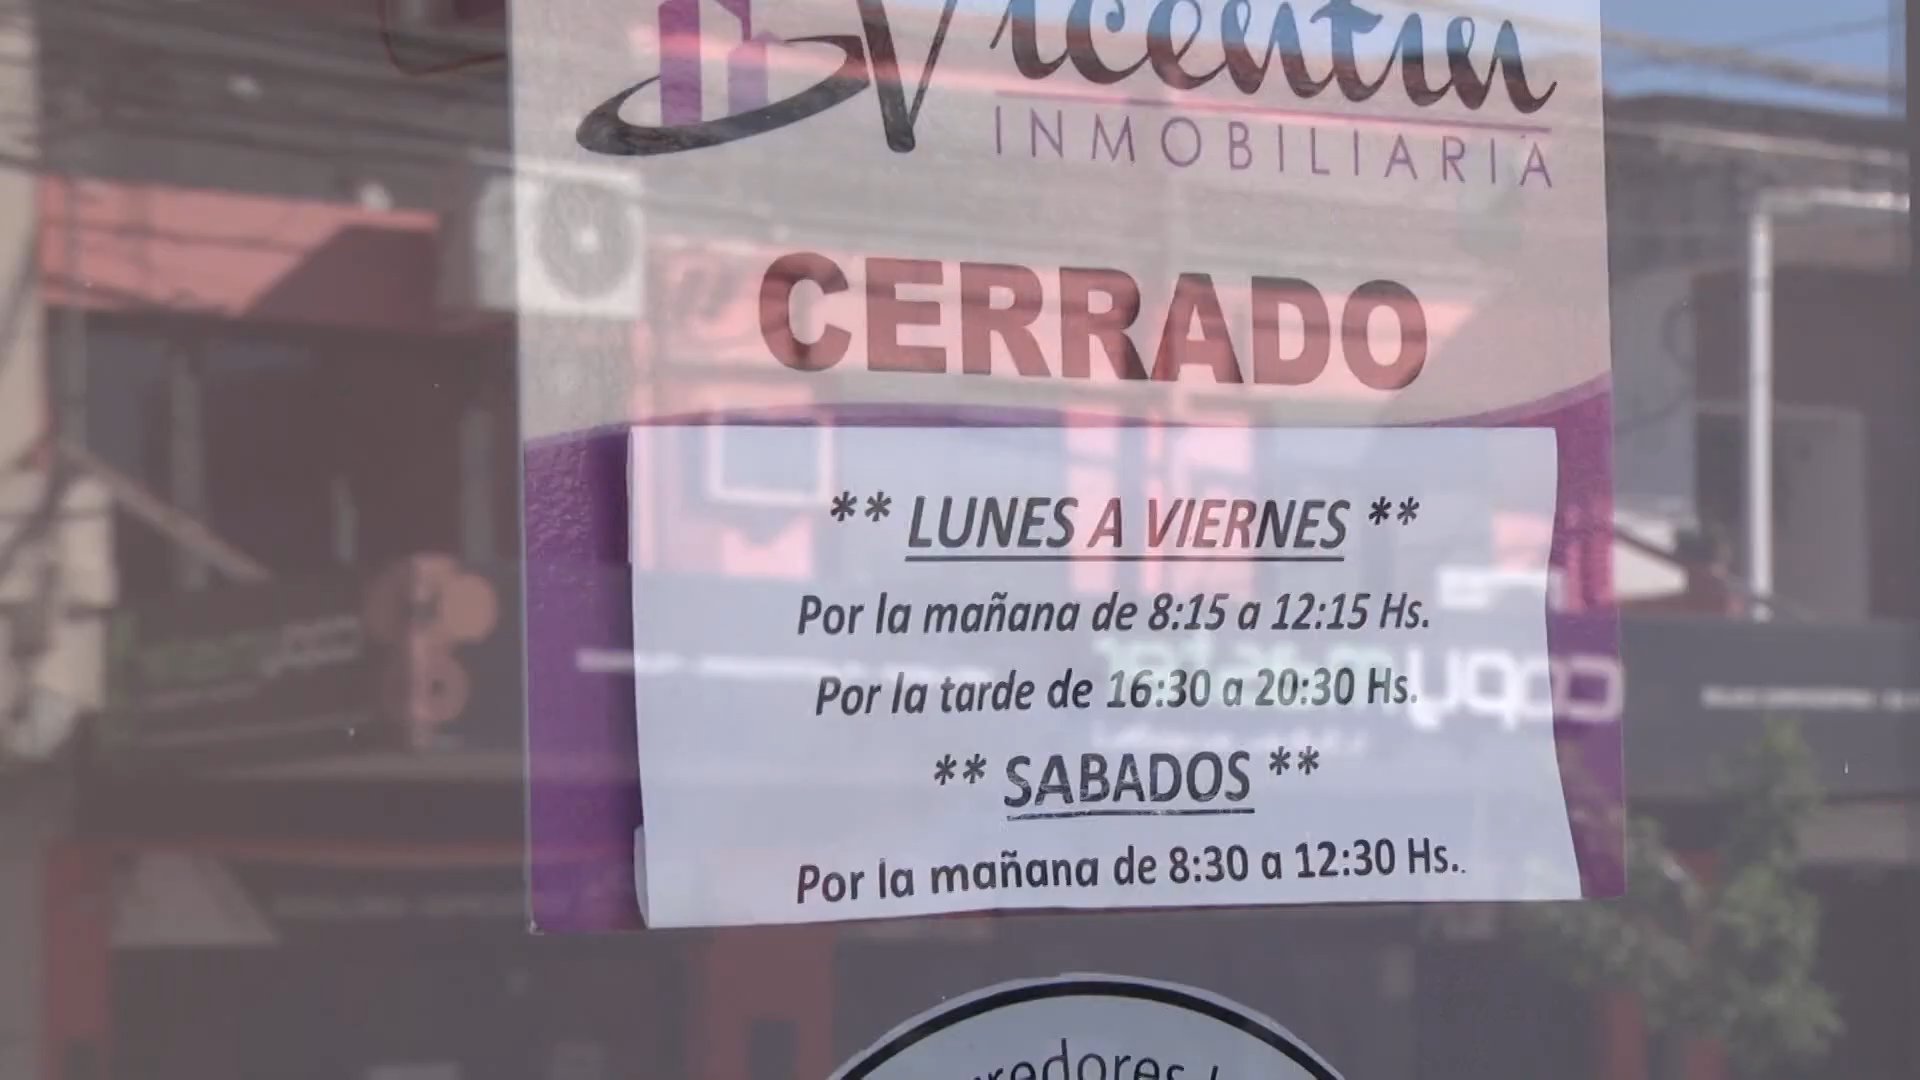 Vicentin
INMOBILIARIA
CERRADO
** LUNES A VIERNES **
Por la mañana de 8:15 a 12:15 Hs.
Por la tarde de 16:30 a 20:30 Hs.
** SABADOS **
Por la mañana de 8:30 a 12:30 Hs..
copymaster